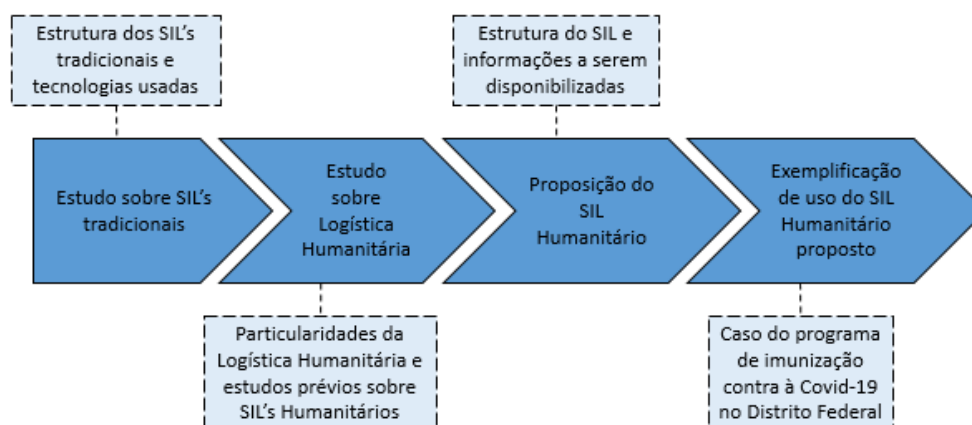 Estrutura dos SIL's
tradicionais e
tecnologias usadas
Estrutura do SIL e
informações a serem
disponibilizadas
Estudo sobre SIL's
tradicionais
Estudo
sobre
Logística
Humanitária
Proposição do
SIL
Humanitário
Exemplificação
de uso do SIL
Humanitário
proposto
Particularidades da
Logística Humanitária e
estudos prévios sobre
SIL's Humanitários
Caso do programa
de imunização
contra à Covid-19
no Distrito Federal